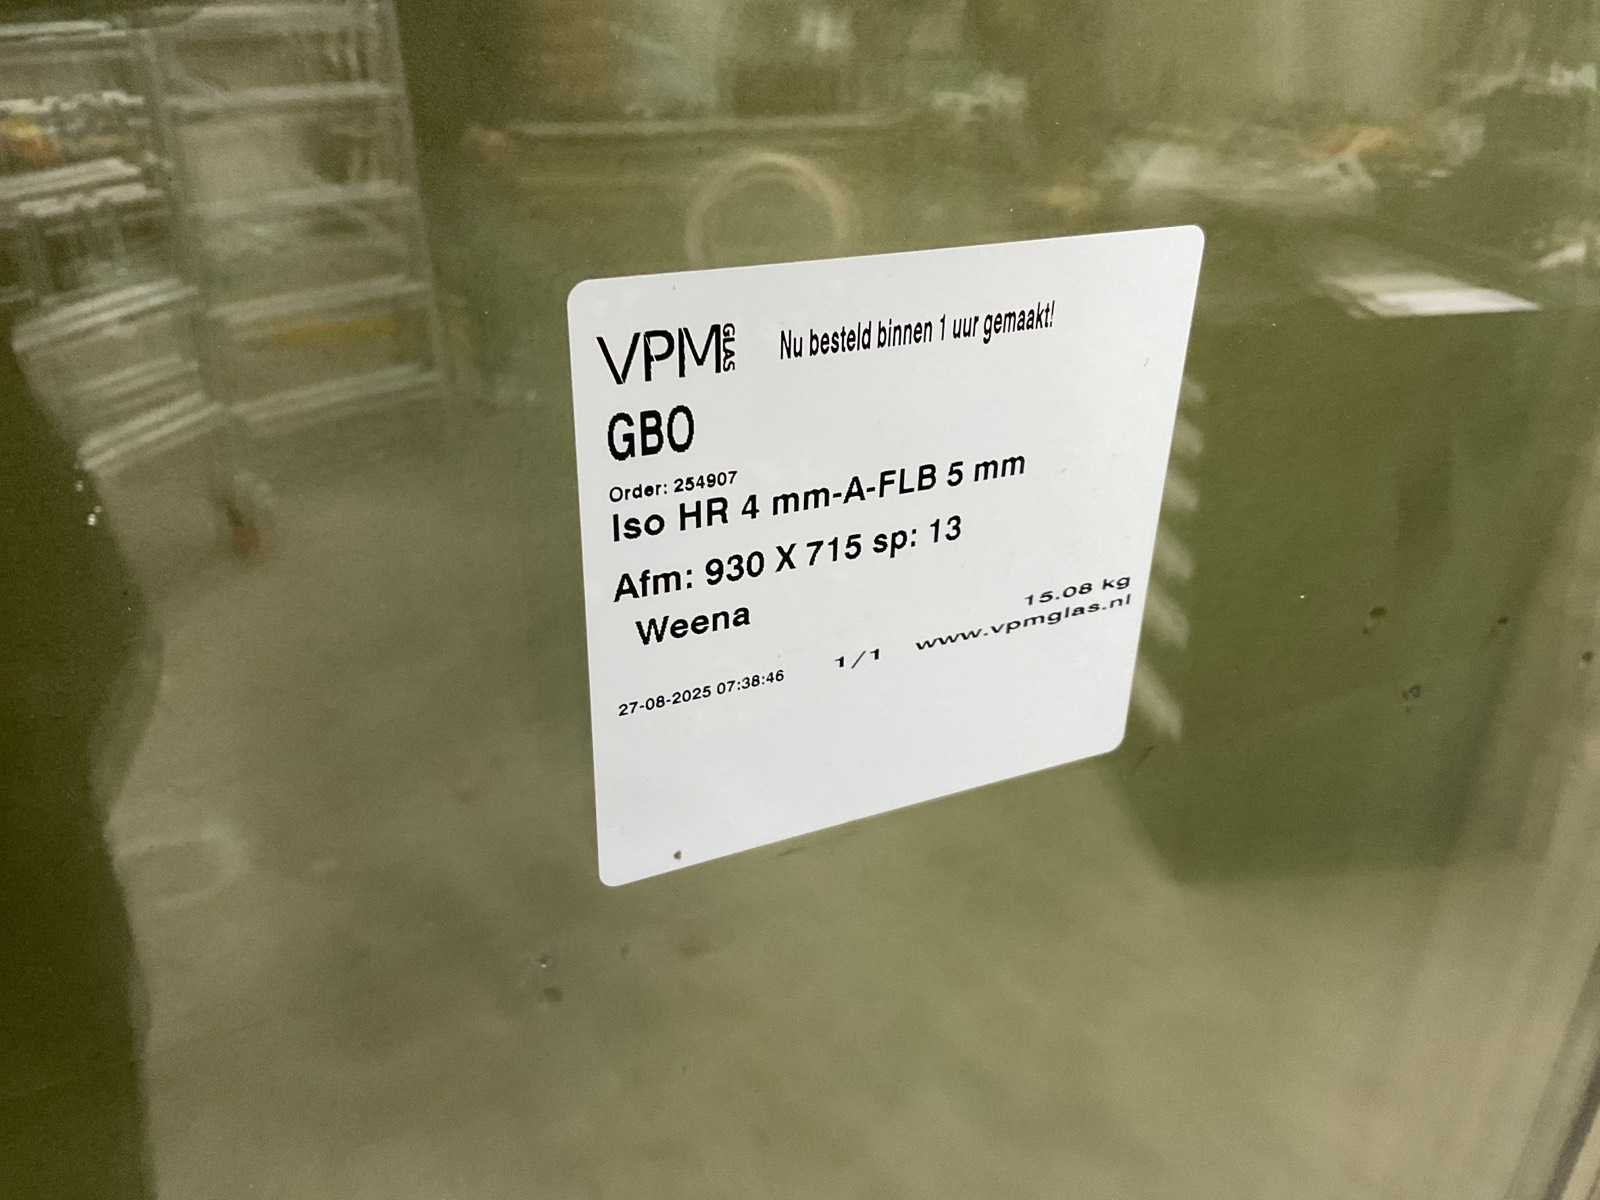 VPM GLAS Nu besteld binnen 1 uur gemaakt!
GBO
Order: 254907
Iso HR 4 mm-A-FLB 5 mm
Afm: 930 X 715 sp: 13
Weena
15.08 kg
27-08-2025 07:38:46 1/1 www.vpmglas.nl